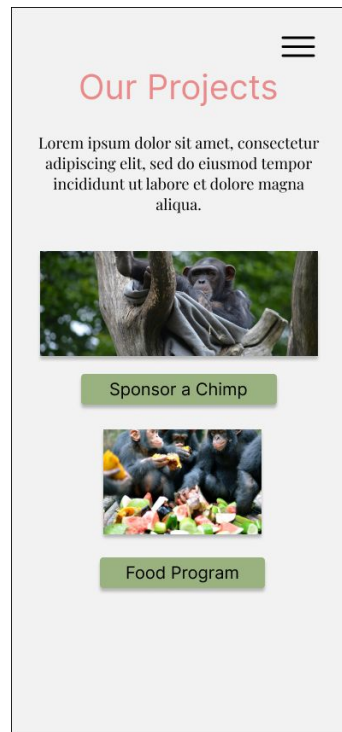 Our Projects
Lorem ipsum dolor sit amet, consectetur
adipiscing elit, sed do eiusmod tempor
incididunt ut labore et dolore magna
aliqua.
Sponsor a Chimp
Food Program